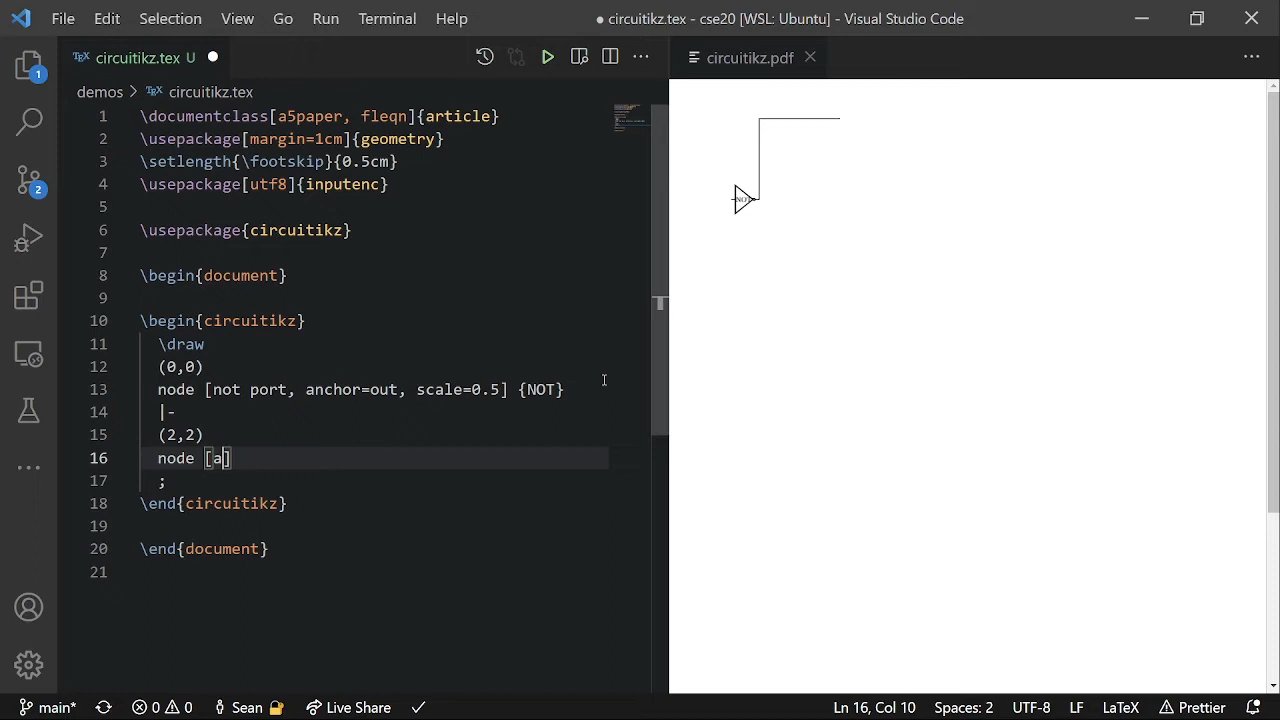 File Edit Selection View Go Run Terminal Help ● circuitikz.tex - cse20 [WSL: Ubuntu] - Visual Studio Code
TEX circuitikz.tex U
circuitikz.pdf
demos > TEX circuitikz.tex
1 \documentclass[a5paper, fleqn]{article}
2 \usepackage[margin=1cm]{geometry}
3 \setlength{\footskip}{0.5cm}
4 \usepackage[utf8]{inputenc}
5
6 \usepackage{circuitikz}
7
8 \begin{document}
9
10 \begin{circuitikz}
11 \draw
12 (0,0)
13 node [not port, anchor=out, scale=0.5] {NOT}
14 |-
15 (2,2)
16 node [a]
17 ;
18 \end{circuitikz}
19
20 \end{document}
21
NOT
1
2
main* 0 0 Sean Live Share Ln 16, Col 10 Spaces: 2 UTF-8 LF LaTeX Prettier